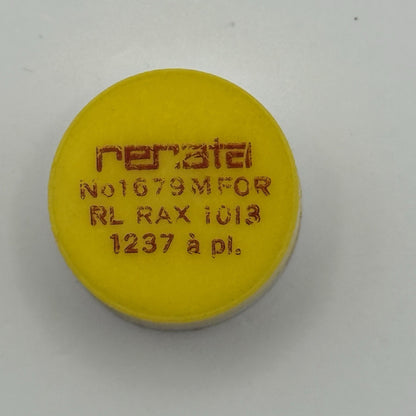 renata
No1679MFOR
RL RAX 1013
1237 à pl.